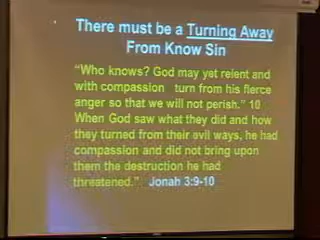 There must be a Turning Away
From Know Sin
“Who knows? God may yet relent and
with compassion turn from his fierce
anger so that we will not perish.” 10
When God saw what they did and how
they turned from their evil ways, he had
compassion and did not bring upon
them the destruction he had
threatened.” Jonah 3:9-10